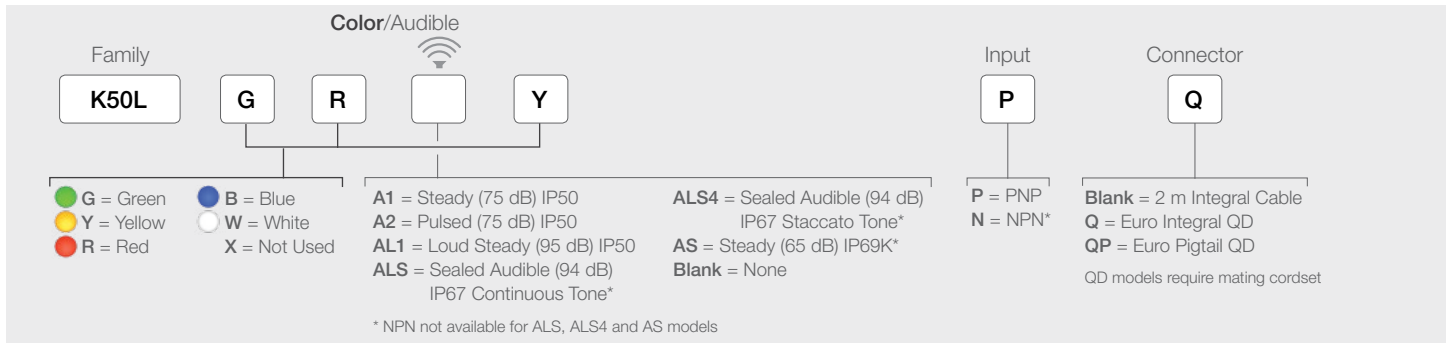 Color/Audible
Family
Input
Connector
K50L
G
R
Y
P
Q
G = Green
Y = Yellow
R = Red
B = Blue
W = White
X = Not Used
A1 = Steady (75 dB) IP50
A2 = Pulsed (75 dB) IP50
AL1 = Loud Steady (95 dB) IP50
ALS = Sealed Audible (94 dB)
IP67 Continuous Tone*
ALS4 = Sealed Audible (94 dB)
IP67 Staccato Tone*
AS = Steady (65 dB) IP69K*
Blank = None
* NPN not available for ALS, ALS4 and AS models
P = PNP
N = NPN*
Blank = 2 m Integral Cable
Q = Euro Integral QD
QP = Euro Pigtail QD
QD models require mating cordset